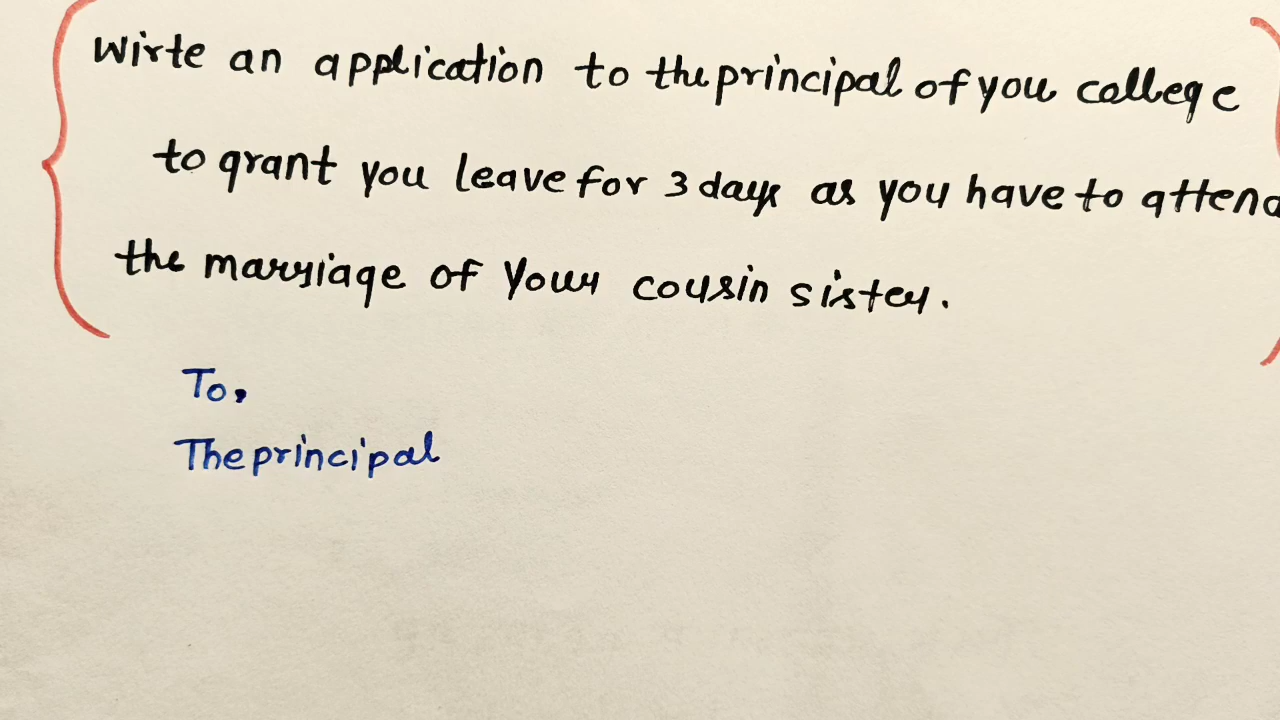 Wirte an application to the principal of you college
to grant you leave for 3 days as you have to attend
the marriage of Your cousin sister.
To,
The principal